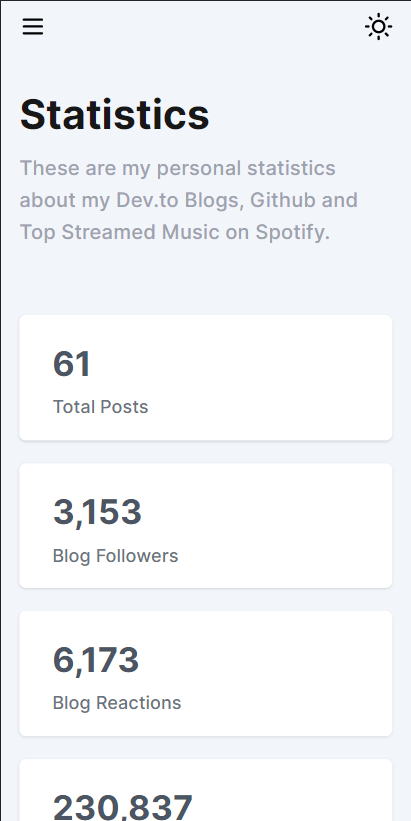 Statistics
These are my personal statistics
about my Dev.to Blogs, Github and
Top Streamed Music on Spotify.
61
Total Posts
3,153
Blog Followers
6,173
Blog Reactions
230,837